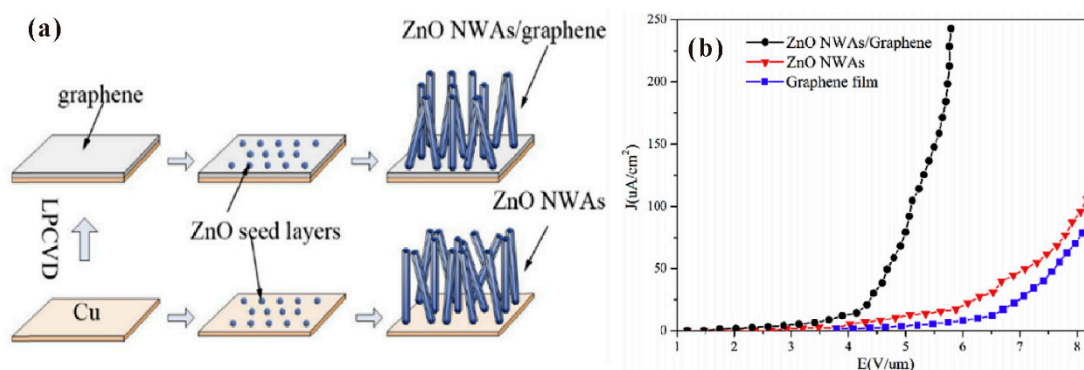 (a)
ZnO NWAs/graphene
graphene
ZnO NWAs
LPCVD
ZnO seed layers
Cu
(b)
ZnO NWAs/Graphene
ZnO NWAs
Graphene film
J(uA/cm²)
250
200
150
100
50
0
1 2 3 4 5 6 7 8
E(V/um)